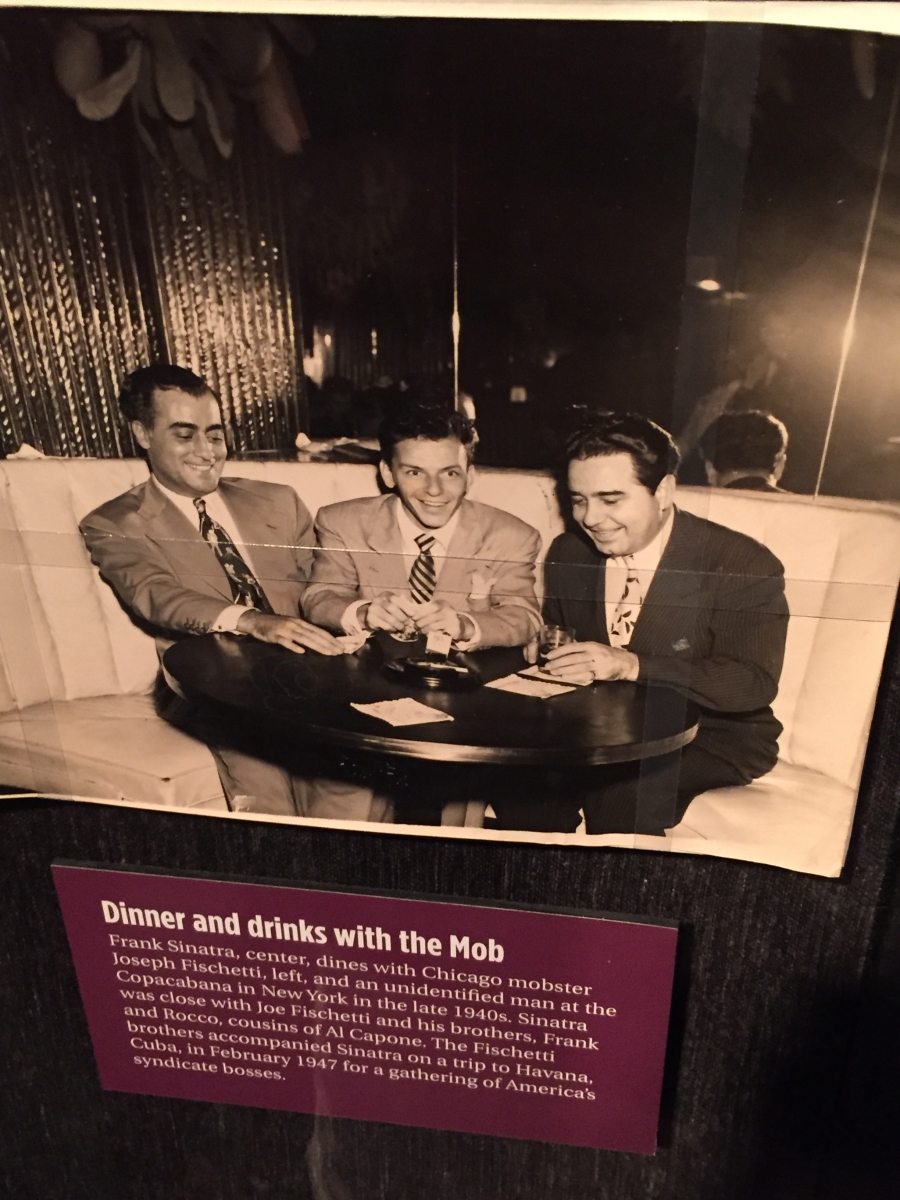 Dinner and drinks with the Mob
Frank Sinatra, center, dines with Chicago mobster
Joseph Fischetti, left, and an unidentified man at the
Copacabana in New York in the late 1940s. Sinatra
was close with Joe Fischetti and his brothers, Frank
and Rocco, cousins of Al Capone. The Fischetti
brothers accompanied Sinatra on a trip to Havana,
Cuba, in February 1947 for a gathering of America's
syndicate bosses.